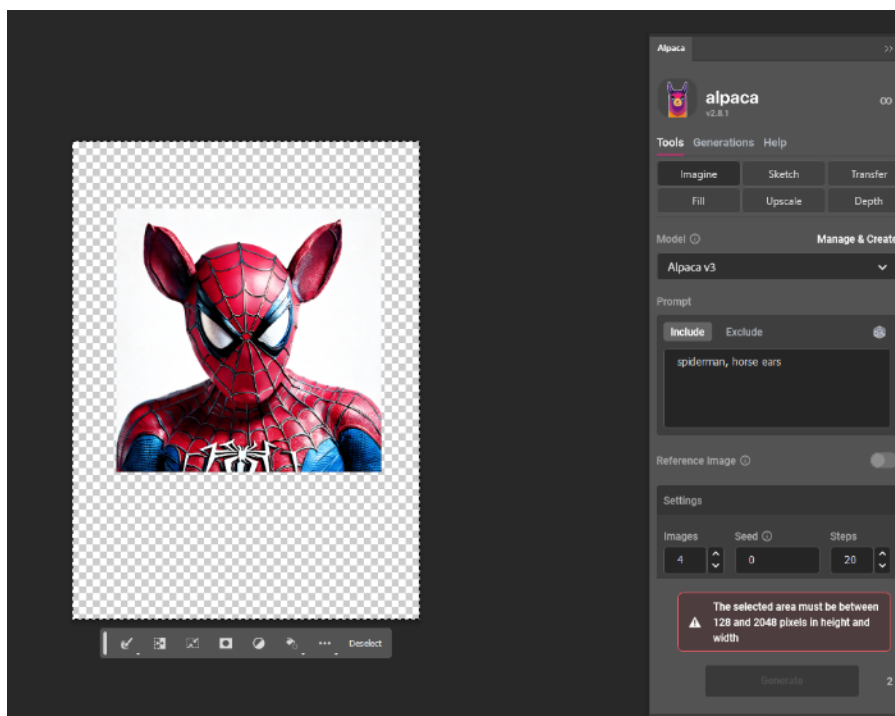 Alpaca
alpaca
v2.8.1
Tools Generations Help
Imagine Sketch Transfer
Fill Upscale Depth
Model Manage & Create
Alpaca v3
Prompt
Include Exclude
spiderman, horse ears
Reference Image
Settings
Images Seed Steps
4 0 20
The selected area must be between
128 and 2048 pixels in height and
width
Generate 2
Deselect